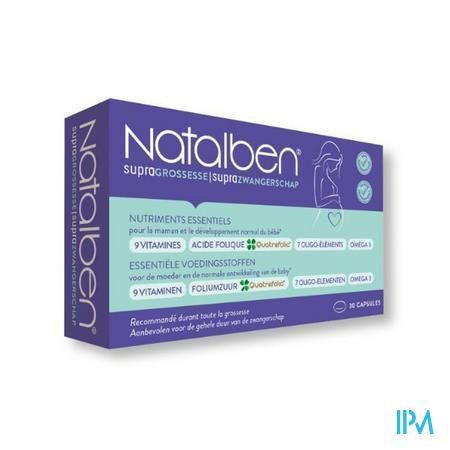 Natalben®
supraGROSSESSE|supraZWANGERSCHAP
Natalben®
supraGROSSESSE|supraZWANGERSCHAP
NUTRIMENTS ESSENTIELS
pour la maman et le développement normal du bébé*
9 VITAMINES ACIDE FOLIQUE Quatrefolic® 7 OLIGO-ÉLÉMENTS OMÉGA 3
ESSENTIËLE VOEDINGSSTOFFEN
voor de moeder en de normale ontwikkeling van de baby*
9 VITAMINEN FOLIUMZUUR Quatrefolic® 7 OLIGO-ELEMENTEN OMEGA 3
30 CAPSULES
Recommandé durant toute la grossesse
Aanbevolen voor de gehele duur van de zwangerschap
IPM